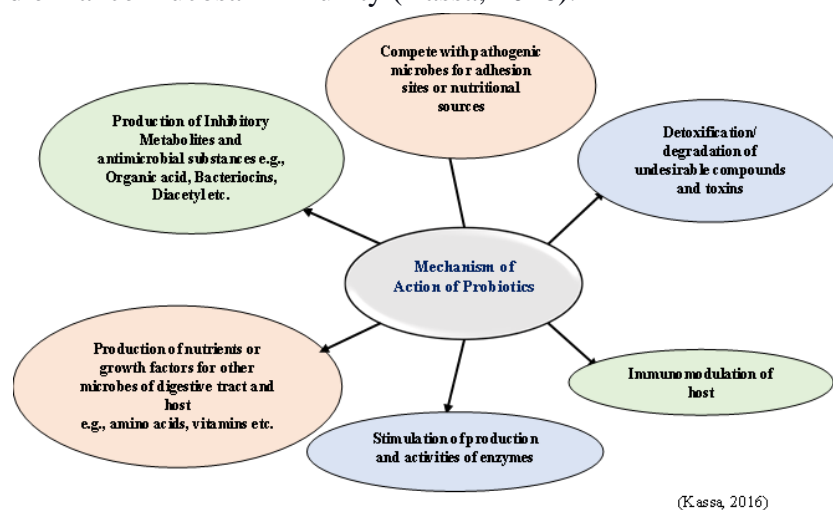 Compete with pathogenic
microbes for adhesion
sites or nutritional
sources
Production of Inhibitory
Metabolites and
antimicrobial substances e.g.,
Organic acid, Bacteriocins,
Diacetyl etc.
Detoxification/
degradation of
undesirable compounds
and toxins
Mechanism of
Action of Probiotics
Production of nutrients or
growth factors for other
microbes of digestive tract and
host
e.g., amino acids, vitamins etc.
Immunomodulation of
host
Stimulation of production
and activities of enzymes
(Kassa, 2016)